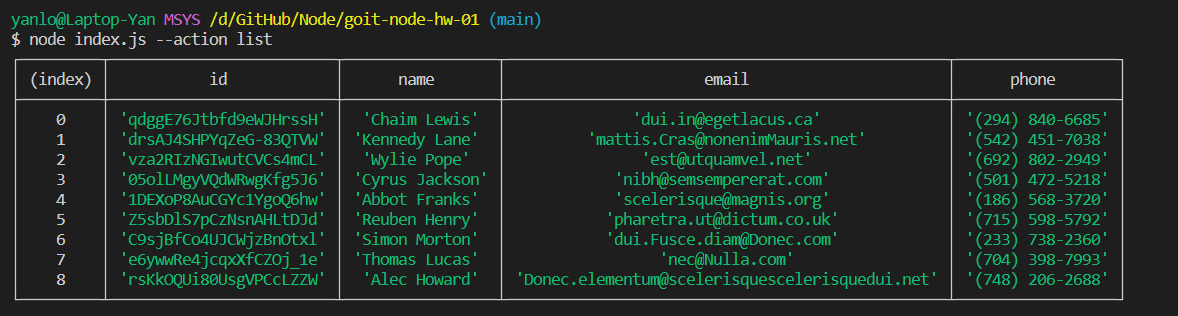 yanlo@Laptop-Yan MSYS /d/GitHub/Node/goit-node-hw-01 (main)
$ node index.js --action list
(index) id name email phone
0 'qdggE76Jtbfd9eWJHrssH' 'Chaim Lewis' 'dui.in@egetlacus.ca' '(294) 840-6685'
1 'drsAJ4SHPYqZeG-83QTVW' 'Kennedy Lane' 'mattis.Cras@nonenimMauris.net' '(542) 451-7038'
2 'vza2RIzNGIwutCVCs4mCL' 'Wylie Pope' 'est@utquamvel.net' '(692) 802-2949'
3 '05olLMgyVQdWRwgKfg5J6' 'Cyrus Jackson' 'nibh@semsempererat.com' '(501) 472-5218'
4 '1DEXoP8AuCGYc1YgoQ6hw' 'Abbot Franks' 'scelerisque@magnis.org' '(186) 568-3720'
5 'Z5sbDlS7pCzNsnAHLtDJd' 'Reuben Henry' 'pharetra.ut@dictum.co.uk' '(715) 598-5792'
6 'C9sjBfCo4UJCWjzBnOtxl' 'Simon Morton' 'dui.Fusce.diam@Donec.com' '(233) 738-2360'
7 'e6ywwRe4jcqxXfCZOj_1e' 'Thomas Lucas' 'nec@Nulla.com' '(704) 398-7993'
8 'rsKkOQUi80UsgVPCcLZZW' 'Alec Howard' 'Donec.elementum@scelerisquescelerisquedui.net' '(748) 206-2688'